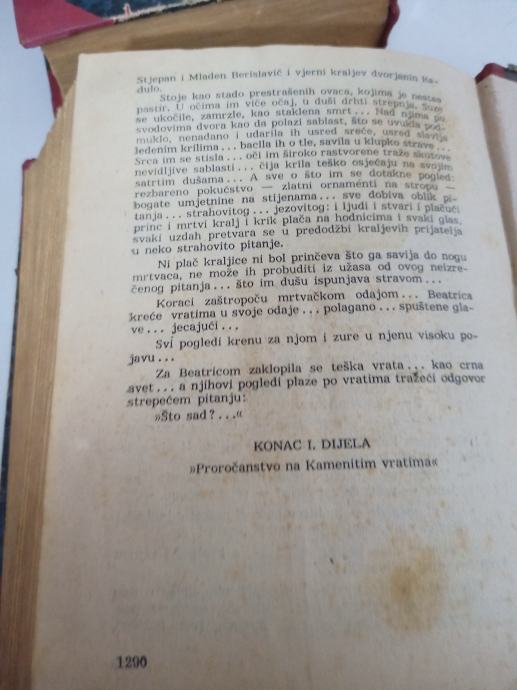 Stjepan i Mladen Berislavić i vjerni kraljev dvorjanin Ra-
dulo.
Stoje kao stado prestrašenih ovaca, kojima je nestao
pastir. U očima im viče očaj, u duši drhti strepnja. Suze
se ukočile, zamrzle, kao staklena smrt... Nad njima po
svodovima dvora kao da polazi sablast, što se uvukla pod-
muklo, nenadano i udarila ih usred sreće, usred slavlja
ledenim krilima... bacila ih o tle, savila u klupko strave...
Srca im se stisla... oči im široko rastvorene traže skutove
nevidljive sablasti... čija krila teško osjećaju na svojim
satrtim dušama... A sve o što im se dotakne pogled:
rezbareno pokućstvo — zlatni ornamenti na stropu —
bogate umjetnine na stijenama... sve dobiva oblik pi-
tanja... strahovitog... jezovitog: i ljudi i stvari i plačući
princ i mrtvi kralj i krik plača na hodnicima i svaki glas,
svaki uzdah pretvara se u predodžbi kraljevih prijatelja
u neko strahovito pitanje.
Ni plač kraljice ni bol prinčeva što ga savija do nogu
mrtvaca, ne može ih probuditi iz užasa od ovog neizre-
čenog pitanja... što im dušu ispunjava stravom...
Koraci zaštropoču mrtvačkom odajom... Beatrica
kreće vratima u svoje odaje... polagano... spuštene gla-
ve... jecajući...
Svi pogledi krenu za njom i zure u njenu visoku po-
javu...
Za Beatricom zaklopila se teška vrata... kao crna
avet... a njihovi pogledi plaze po vratima tražeći odgovor
strepećem pitanju:
»Što sad?...«
KONAC I. DIJELA
»Proročanstvo na Kamenitim vratima«
1290